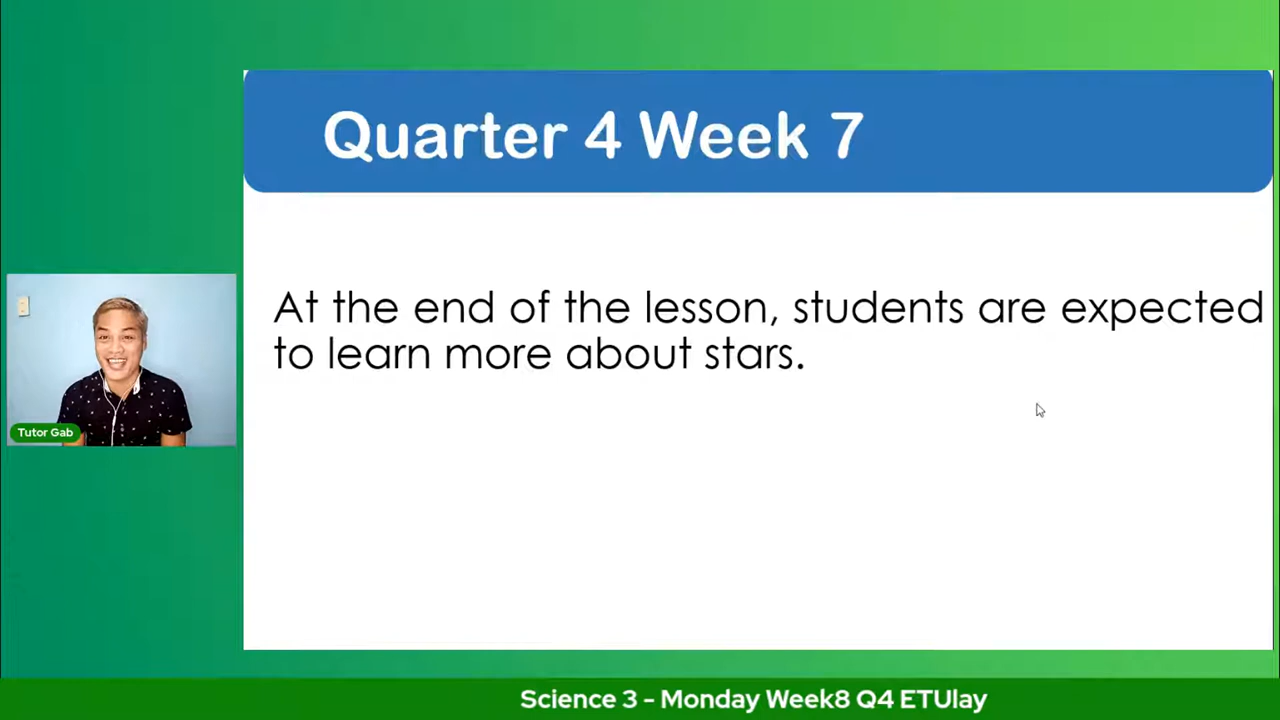 Quarter 4 Week 7
At the end of the lesson, students are expected
to learn more about stars.
Tutor Gab
Science 3 - Monday Week8 Q4 ETUlay